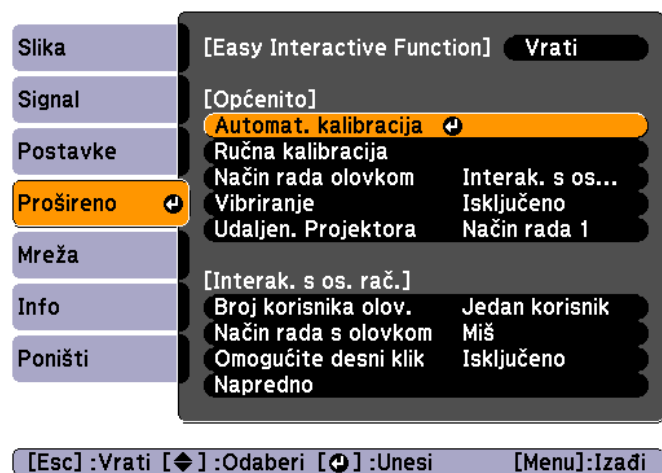 Slika
Signal
Postavke
Prošireno
Mreža
Info
Poništi
[Easy Interactive Function] Vrati
[Općenito]
Automat. kalibracija
Ručna kalibracija
Način rada olovkom Interak. s os...
Vibriranje Isključeno
Udaljen. Projektora Način rada 1
[Interak. s os. rač.]
Broj korisnika olov. Jedan korisnik
Način rada s olovkom Miš
Omogućite desni klik Isključeno
Napredno
[Esc] :Vrati [◆] :Odaberi [⏎] :Unesi [Menu]:Izađi